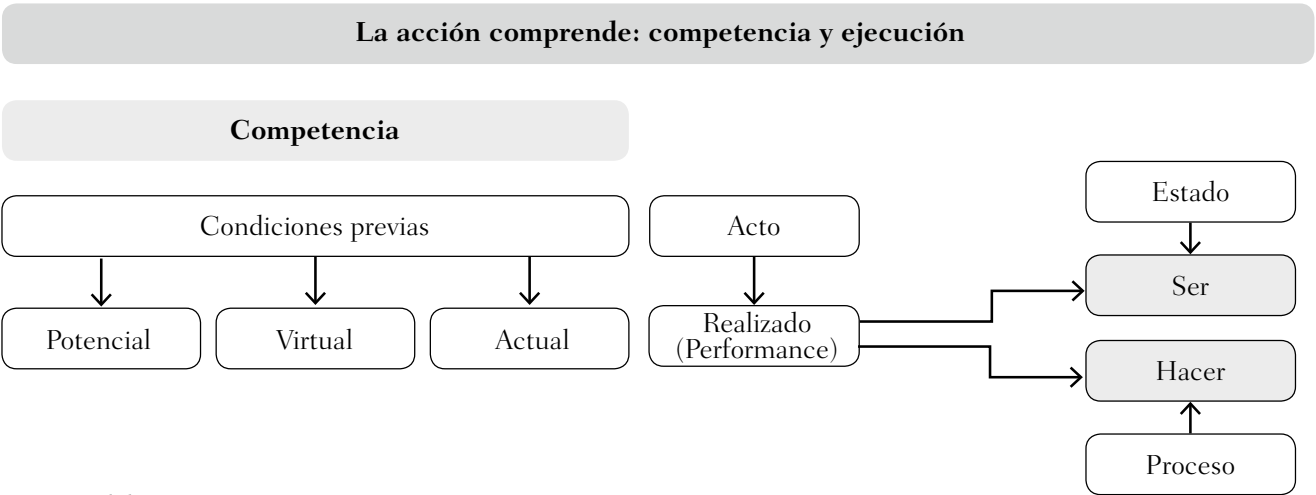 La acción comprende: competencia y ejecución
Competencia
Condiciones previas
Acto
Estado
Potencial
Virtual
Actual
Realizado
(Performance)
Ser
Hacer
Proceso